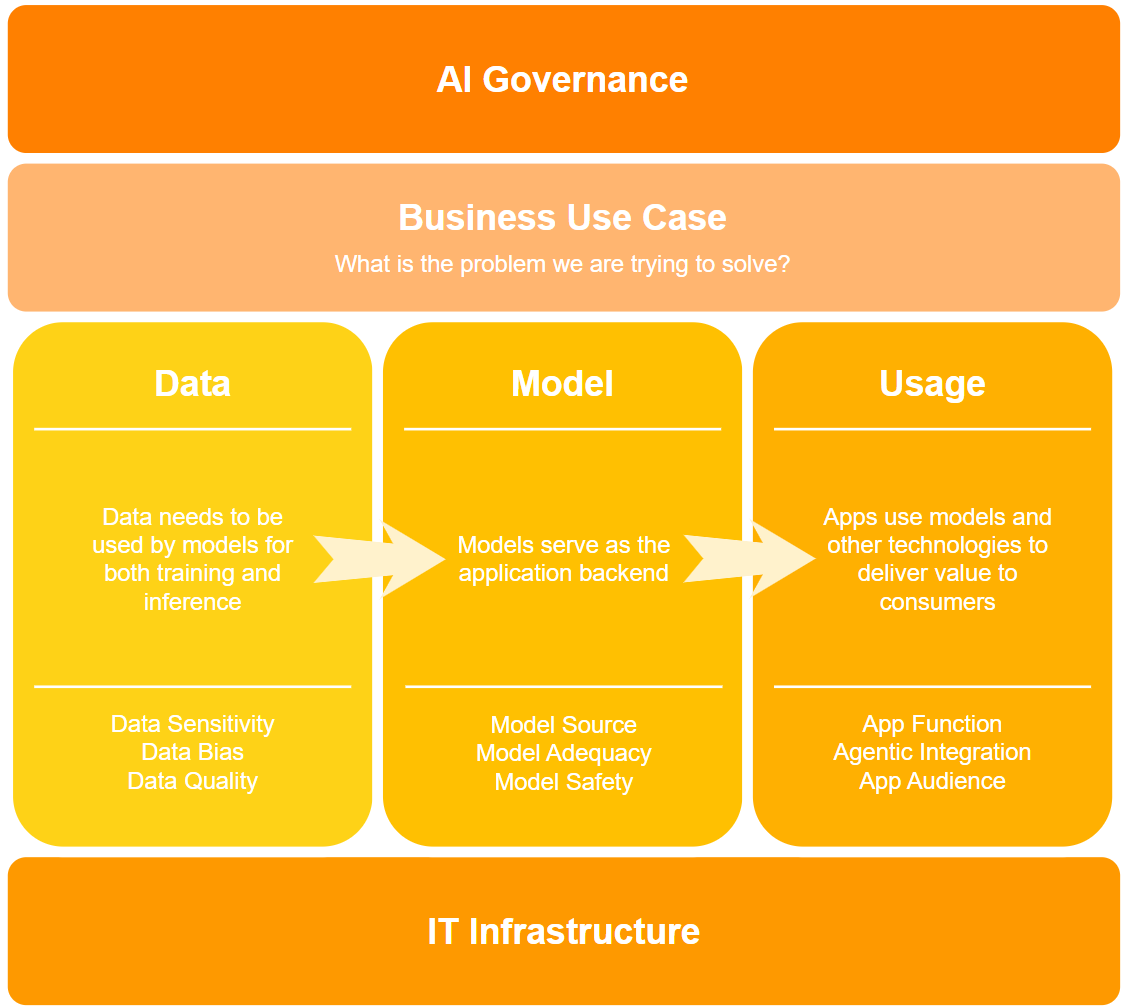 AI Governance
Business Use Case
What is the problem we are trying to solve?
Data
Data needs to be
used by models for
both training and
inference
Data Sensitivity
Data Bias
Data Quality
Model
Models serve as the
application backend
Model Source
Model Adequacy
Model Safety
Usage
Apps use models and
other technologies to
deliver value to
consumers
App Function
Agentic Integration
App Audience
IT Infrastructure